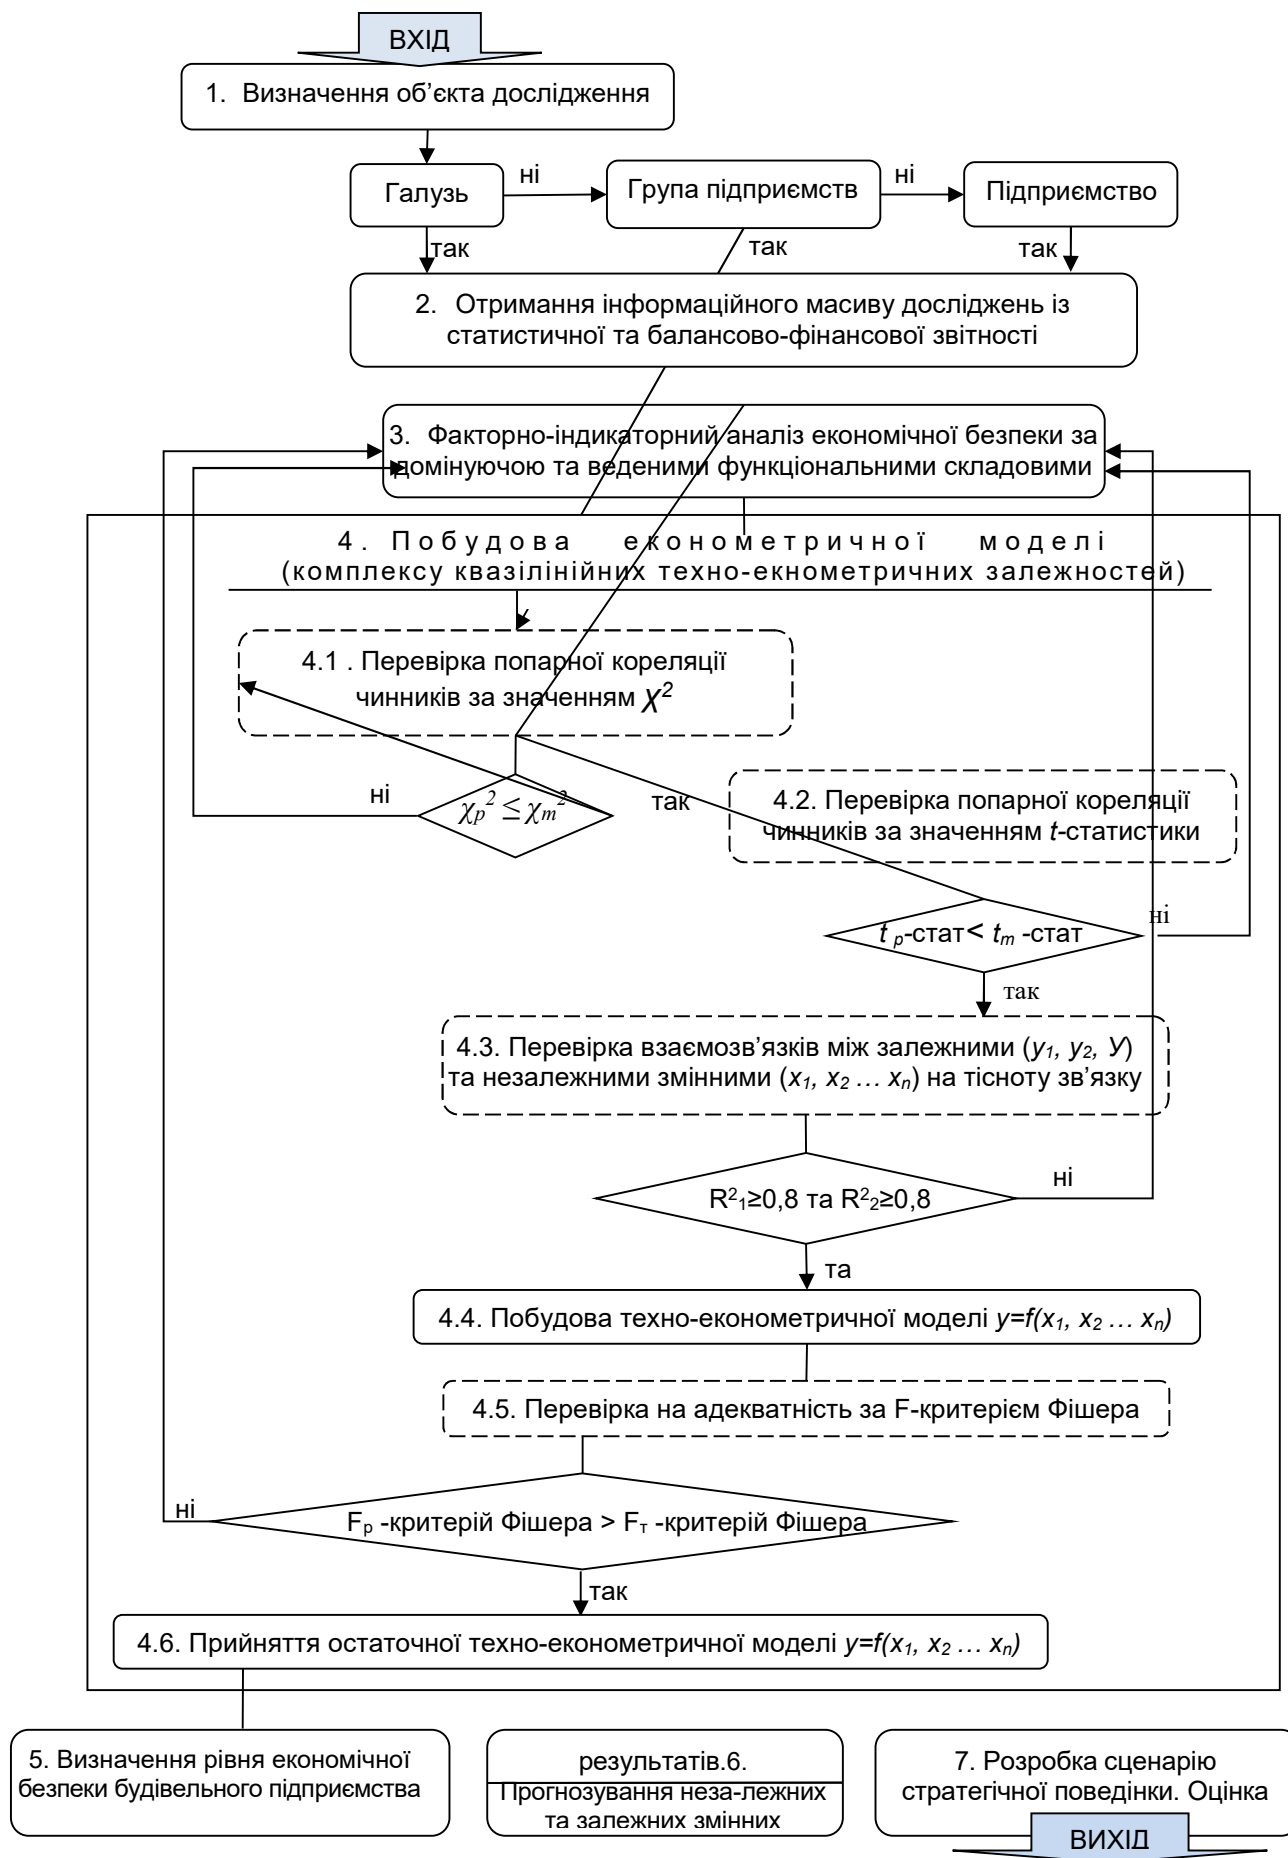 ВХІД
1. Визначення об’єкта дослідження
Галузь
ні
Група підприємств
ні
Підприємство
так
так
так
2. Отримання інформаційного масиву досліджень із
статистичної та балансово-фінансової звітності
3. Факторно-індикаторний аналіз економічної безпеки за
домінуючою та веденими функціональними складовими
4. Побудова економетричної моделі
(комплексу квазілінійних техно-екнометричних залежностей)
4.1 . Перевірка попарної кореляції
чинників за значенням χ²
ні
χp² ≤ χm²
так
4.2. Перевірка попарної кореляції
чинників за значенням t-статистики
t p-стат< tm -стат
ні
так
4.3. Перевірка взаємозв’язків між залежними (y1, y2, У)
та незалежними змінними (x1, x2 … xn) на тісноту зв’язку
R²1≥0,8 та R²2≥0,8
ні
та
4.4. Побудова техно-економетричної моделі y=f(x1, x2 … xn)
4.5. Перевірка на адекватність за F-критерієм Фішера
ні
Fр -критерій Фішера > Fт -критерій Фішера
так
4.6. Прийняття остаточної техно-економетричної моделі y=f(x1, x2 … xn)
5. Визначення рівня економічної
безпеки будівельного підприємства
результатів.6.
Прогнозування неза-лежних
та залежних змінних
7. Розробка сценарію
стратегічної поведінки. Оцінка
ВИХІД